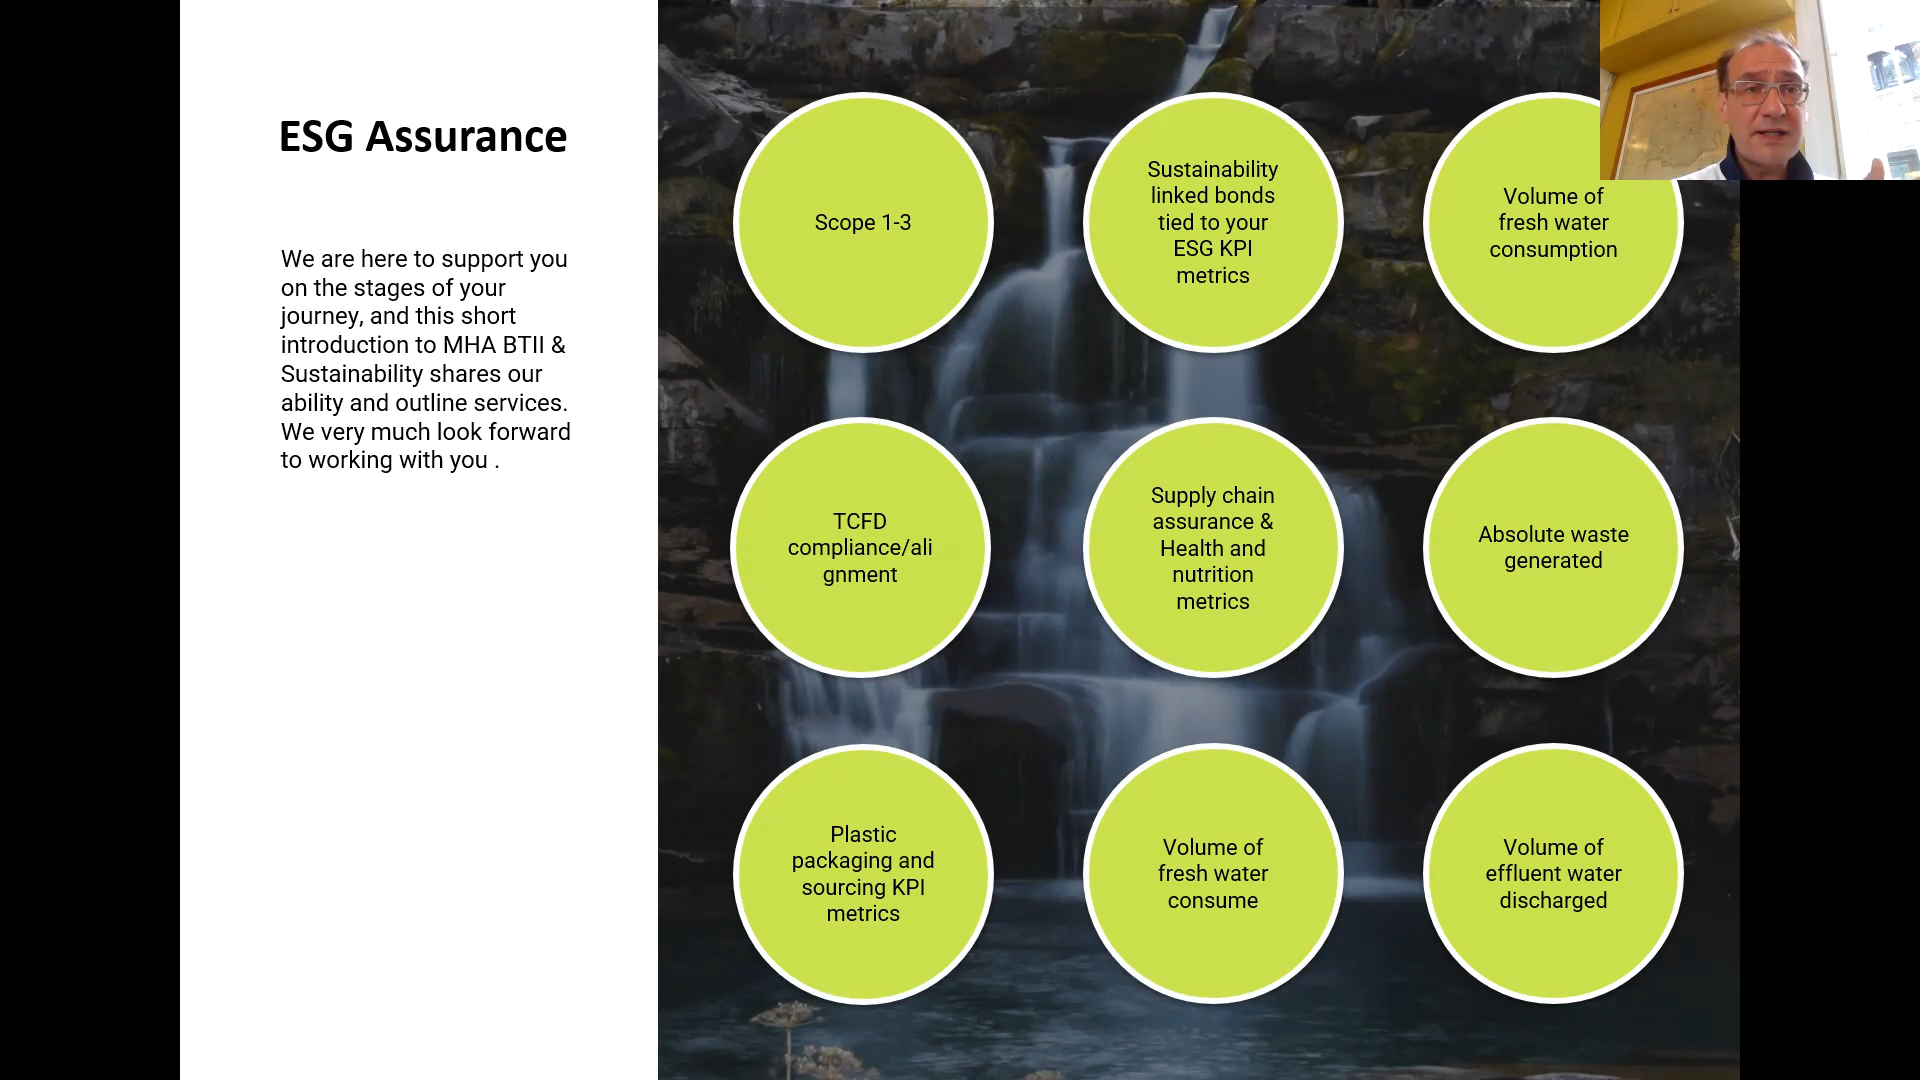 ESG Assurance
We are here to support you
on the stages of your
journey, and this short
introduction to MHA BTII &
Sustainability shares our
ability and outline services.
We very much look forward
to working with you .
Scope 1-3
Sustainability
linked bonds
tied to your
ESG KPI
metrics
Volume of
fresh water
consumption
TCFD
compliance/ali
gnment
Supply chain
assurance &
Health and
nutrition
metrics
Absolute waste
generated
Plastic
packaging and
sourcing KPI
metrics
Volume of
fresh water
consume
Volume of
effluent water
discharged